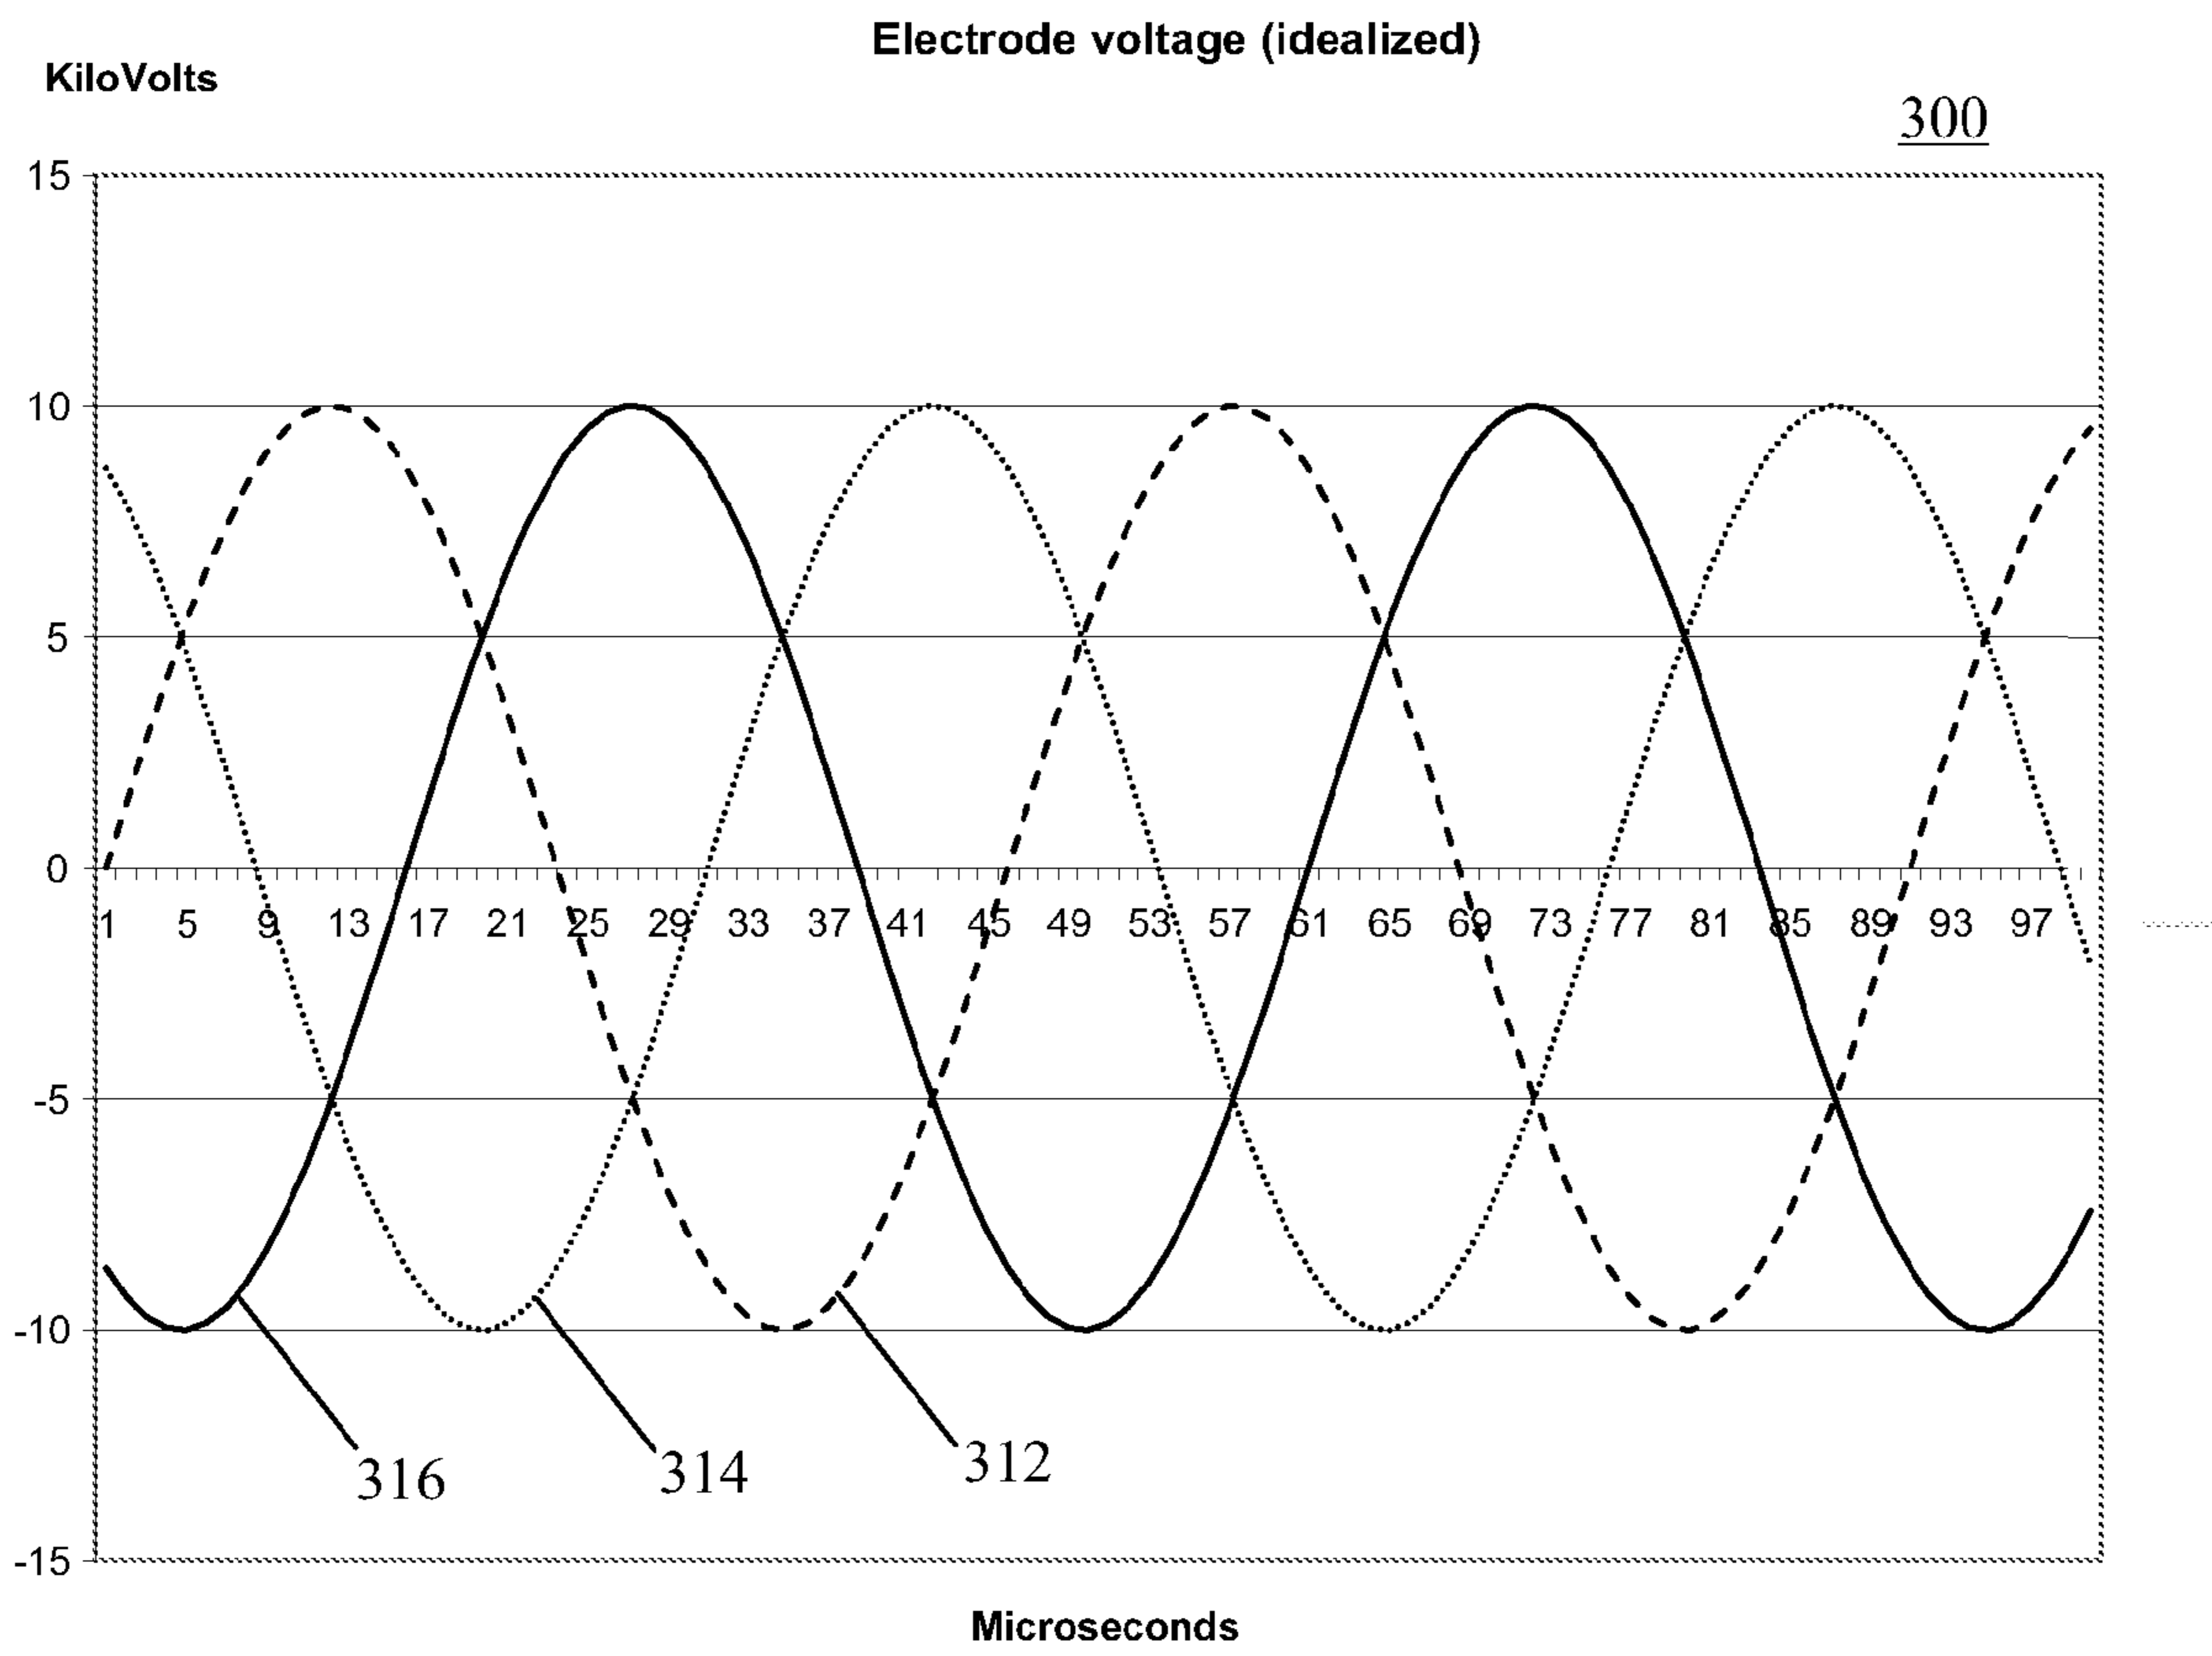 Electrode voltage (idealized)
KiloVolts
300
15
10
5
0
1 5 9 13 17 21 25 29 33 37 41 45 49 53 57 61 65 69 73 77 81 85 89 93 97
-5
-10
-15
316 314 312
Microseconds